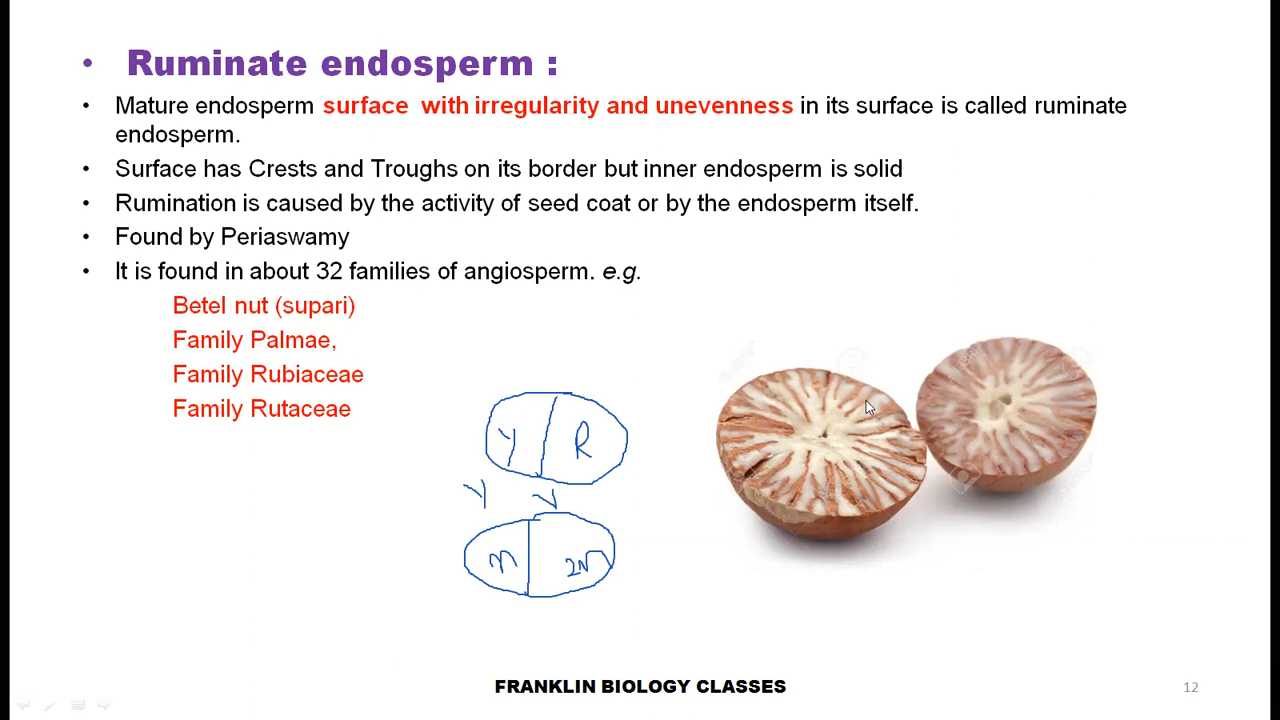 Ruminate endosperm :
Mature endosperm surface with irregularity and unevenness in its surface is called ruminate
endosperm.
Surface has Crests and Troughs on its border but inner endosperm is solid
Rumination is caused by the activity of seed coat or by the endosperm itself.
Found by Periaswamy
It is found in about 32 families of angiosperm. e.g.
Betel nut (supari)
Family Palmae,
Family Rubiaceae
Family Rutaceae
Y R
n 2n
FRANKLIN BIOLOGY CLASSES
12